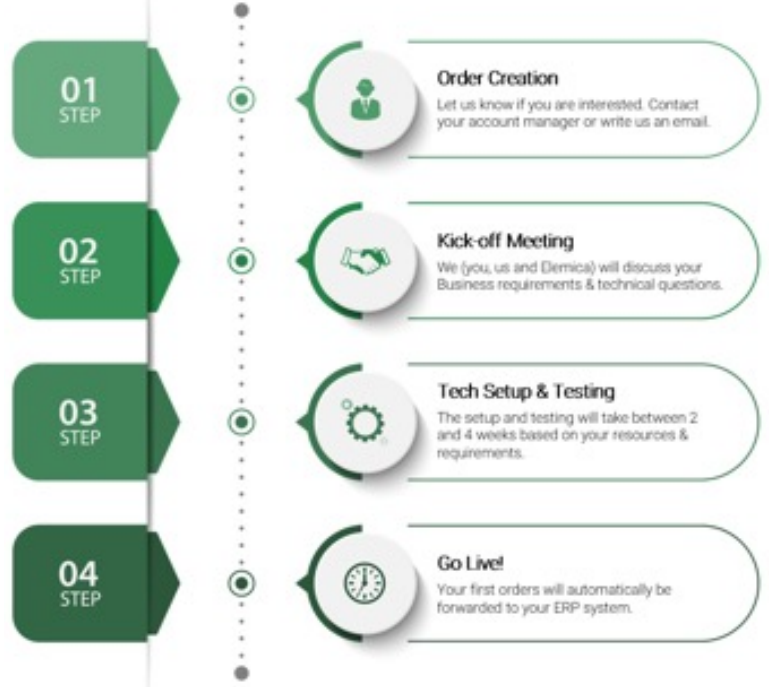 01
STEP
Order Creation
Let us know if you are interested. Contact
your account manager or write us an email.
02
STEP
Kick-off Meeting
We (you, us and Elemica) will discuss your
Business requirements & technical questions.
03
STEP
Tech Setup & Testing
The setup and testing will take between 2
and 4 weeks based on your resources &
requirements.
04
STEP
Go Live!
Your first orders will automatically be
forwarded to your ERP system.